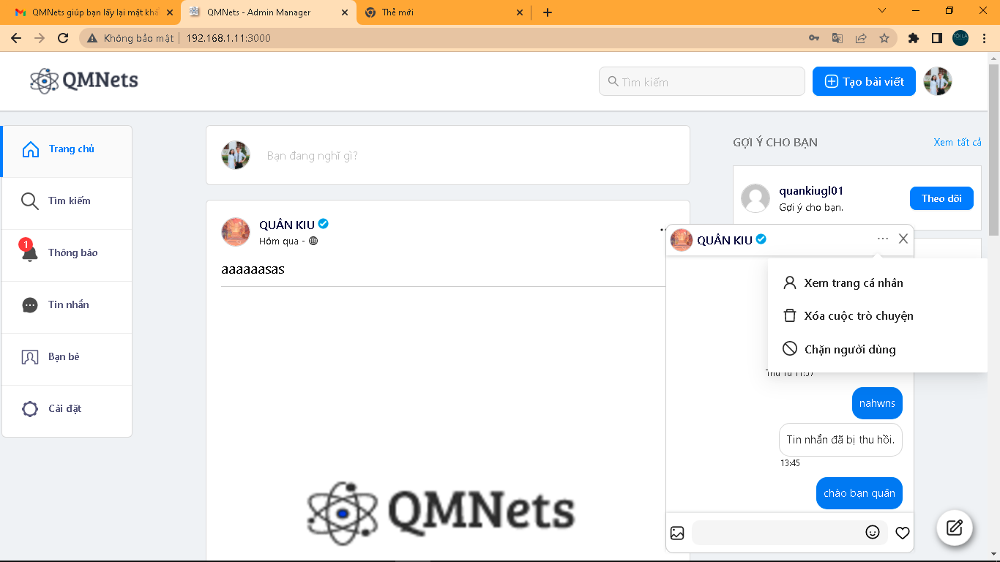 QMNets giúp bạn lấy lại mật khẩ
QMNets - Admin Manager
Thẻ mới
Không bảo mật
192.168.1.11:3000
QMNets
Tìm kiếm
Tạo bài viết
Trang chủ
Tìm kiếm
1
Thông báo
Tin nhắn
Bạn bè
Cài đặt
Bạn đang nghĩ gì?
QUÂN KIU
Hôm qua -
aaaaaasas
QMNets
GỢI Ý CHO BẠN
Xem tất cả
quankiugl01
Gợi ý cho bạn.
Theo dõi
QUÂN KIU
Xem trang cá nhân
Xóa cuộc trò chuyện
Chặn người dùng
Thứ Tư 11:37
nahwns
Tin nhắn đã bị thu hồi.
13:45
chào bạn quân